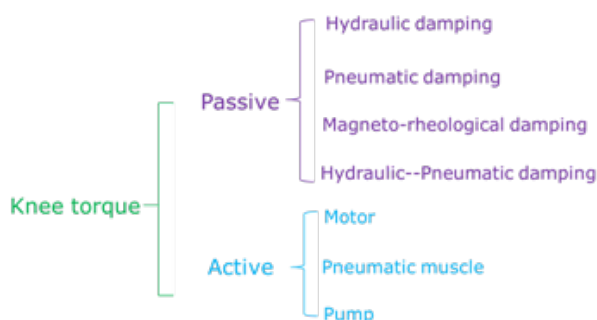 Hydraulic damping
Pneumatic damping
Passive
Magneto-rheological damping
Hydraulic--Pneumatic damping
Knee torque
Motor
Active
Pneumatic muscle
Pump